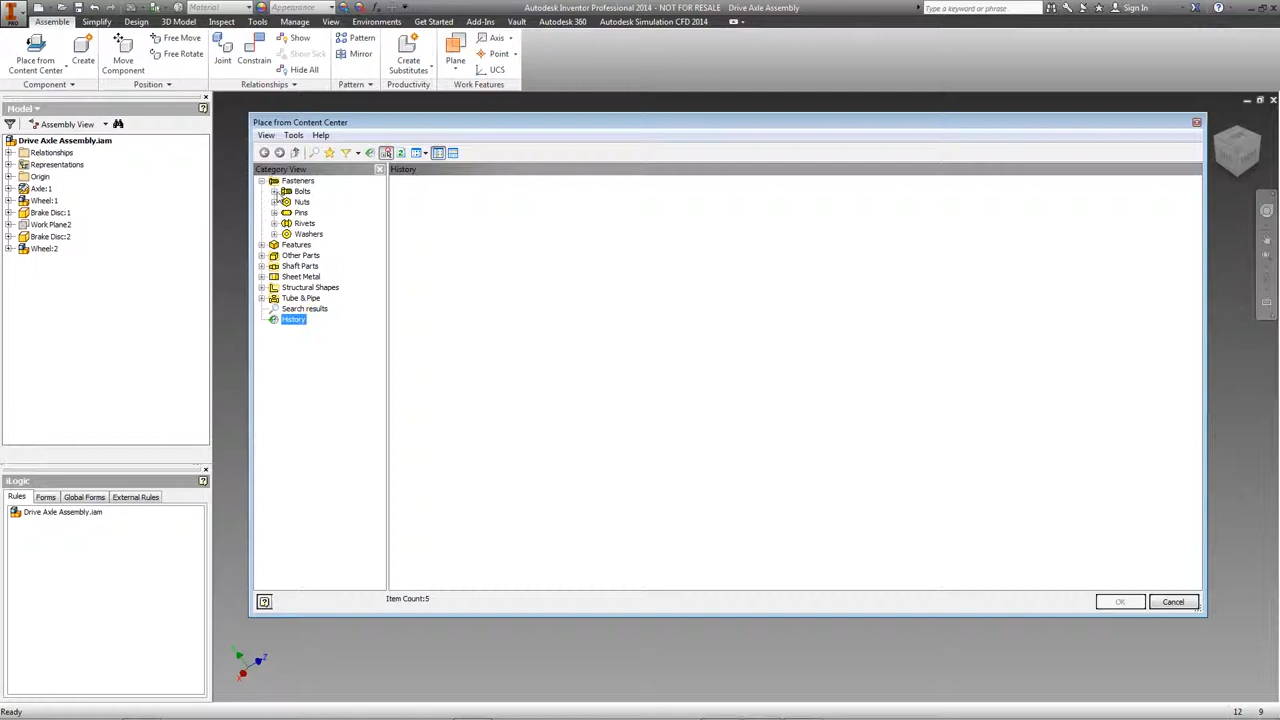 Material
Appearance
Autodesk Inventor Professional 2014 - NOT FOR RESALE Drive Axle Assembly
Type a keyword or phrase
Sign In
PRO
Assemble
Simplify
Design
3D Model
Inspect
Tools
Manage
View
Environments
Get Started
Add-Ins
Vault
Autodesk 360
Autodesk Simulation CFD 2014
Place from
Content Center
Create
Move
Component
Free Move
Free Rotate
Joint
Constrain
Show
Show Sick
Hide All
Pattern
Mirror
Create
Substitutes
Plane
Axis
Point
UCS
Component
Position
Relationships
Pattern
Productivity
Work Features
Model
Assembly View
Drive Axle Assembly.iam
Relationships
Representations
Origin
Axle:1
Wheel:1
Brake Disc:1
Work Plane2
Brake Disc:2
Wheel:2
iLogic
Rules
Forms
Global Forms
External Rules
Drive Axle Assembly.iam
Place from Content Center
View
Tools
Help
Category View
History
Fasteners
Bolts
Nuts
Pins
Rivets
Washers
Features
Other Parts
Shaft Parts
Sheet Metal
Structural Shapes
Tube & Pipe
Search results
History
Item Count:5
OK
Cancel
Ready
12
9